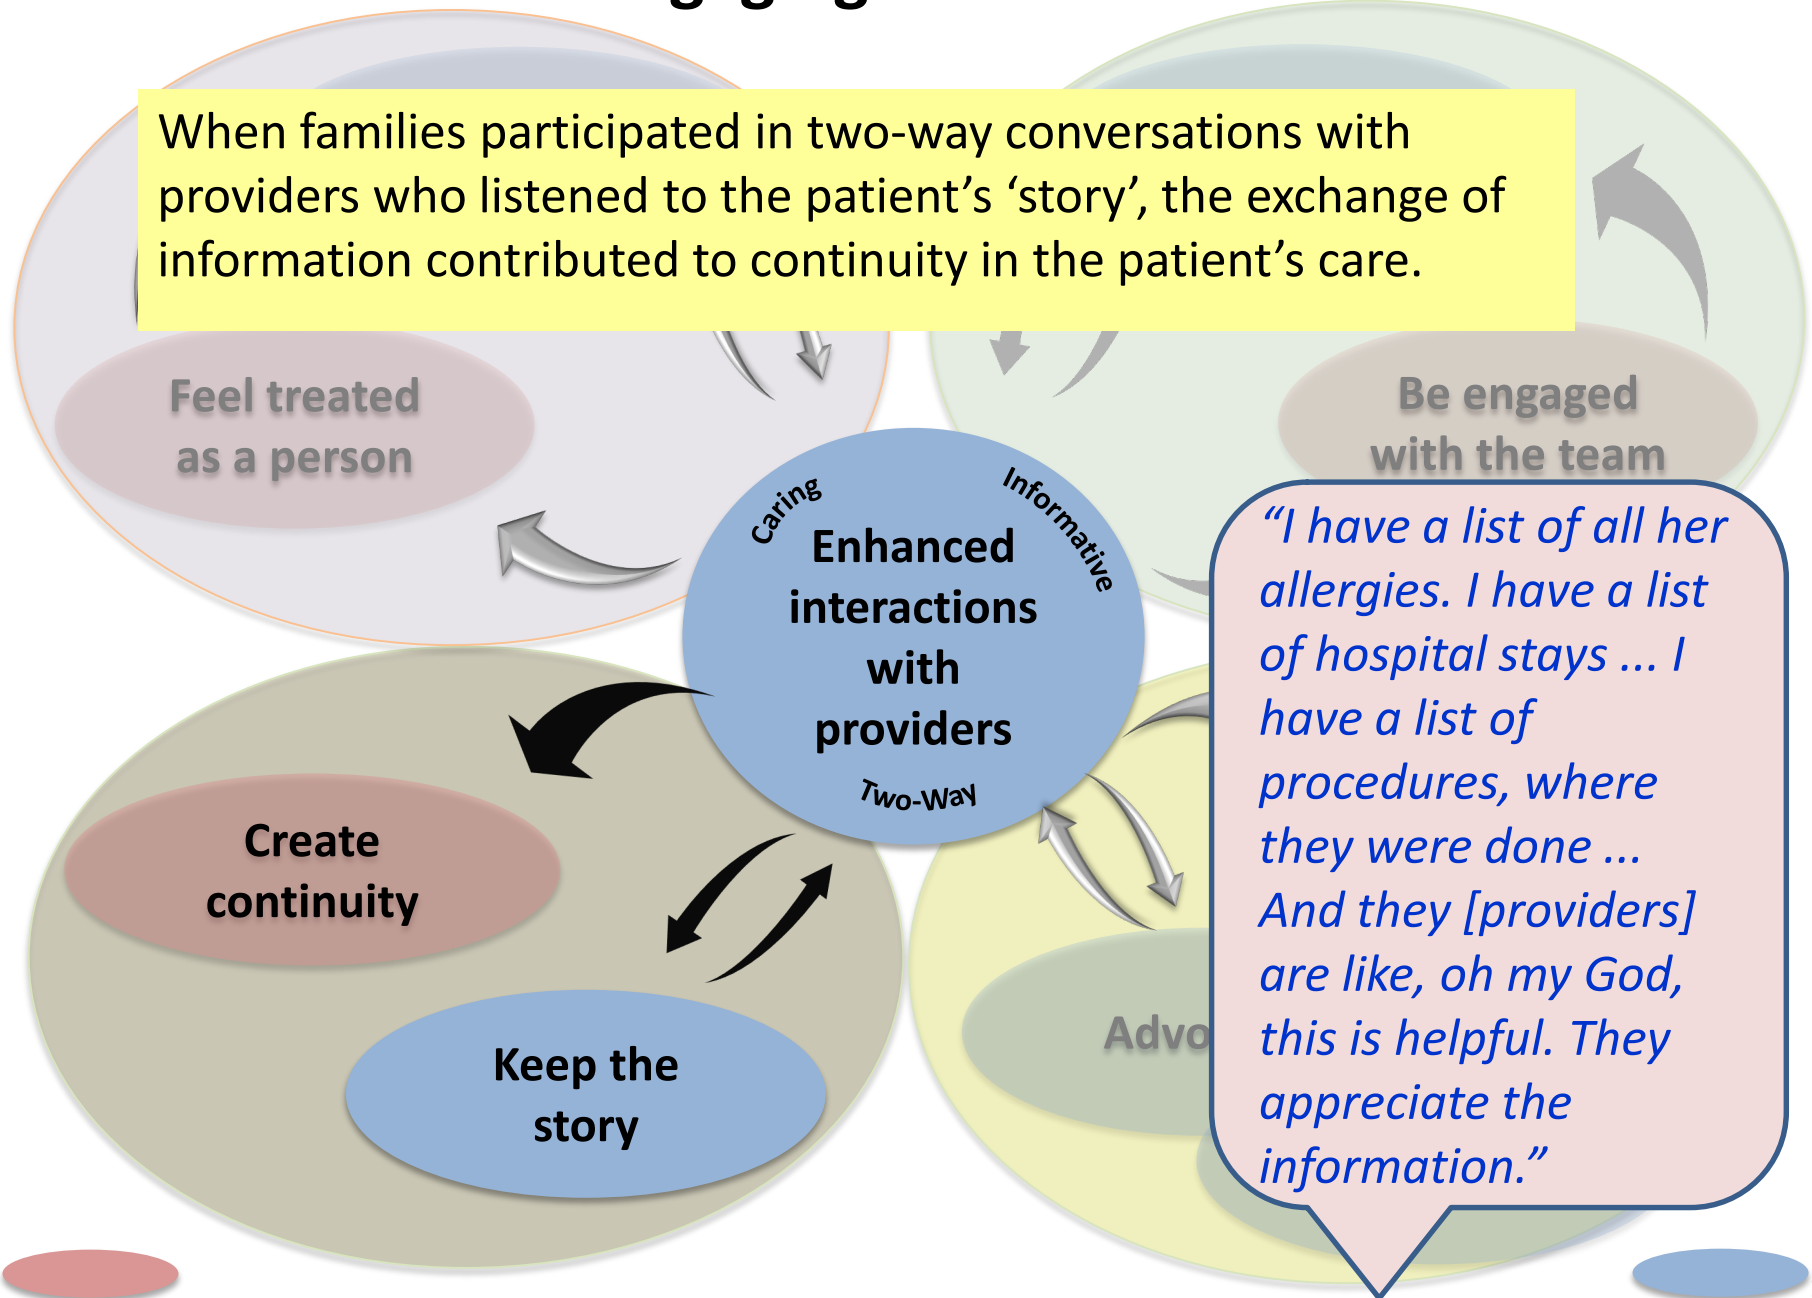 When families participated in two-way conversations with
providers who listened to the patient’s ‘story’, the exchange of
information contributed to continuity in the patient’s care.
Feel treated
as a person
Be engaged
with the team
Caring
Informative
Enhanced
interactions
with
providers
Two-Way
“I have a list of all her
allergies. I have a list
of hospital stays ... I
have a list of
procedures, where
they were done ...
And they [providers]
are like, oh my God,
this is helpful. They
appreciate the
information.”
Create
continuity
Keep the
story